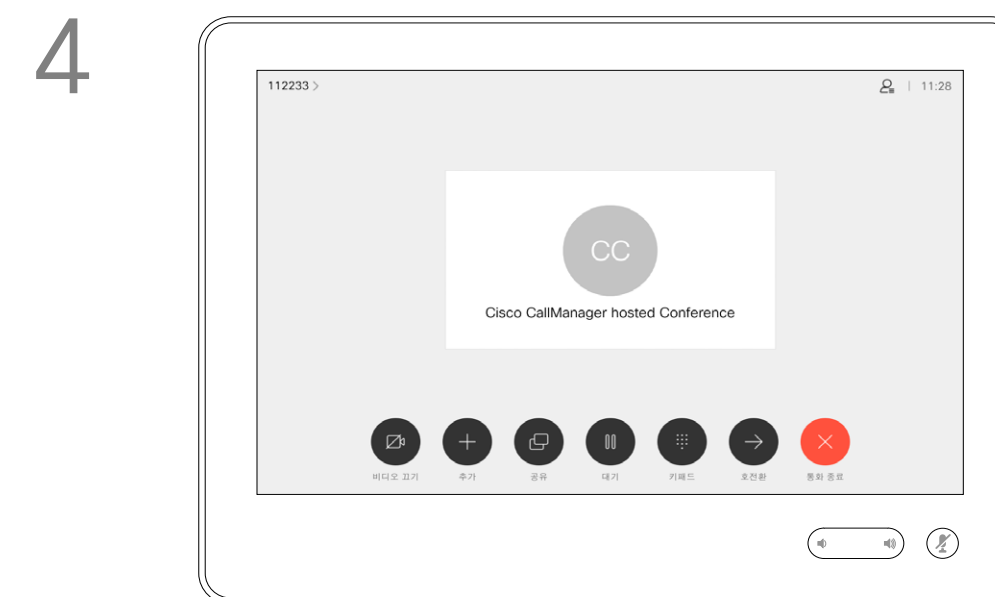 4
112233 >
11:28
CC
Cisco CallManager hosted Conference
비디오 끄기 추가 공유 대기 키패드 호전환 통화 종료